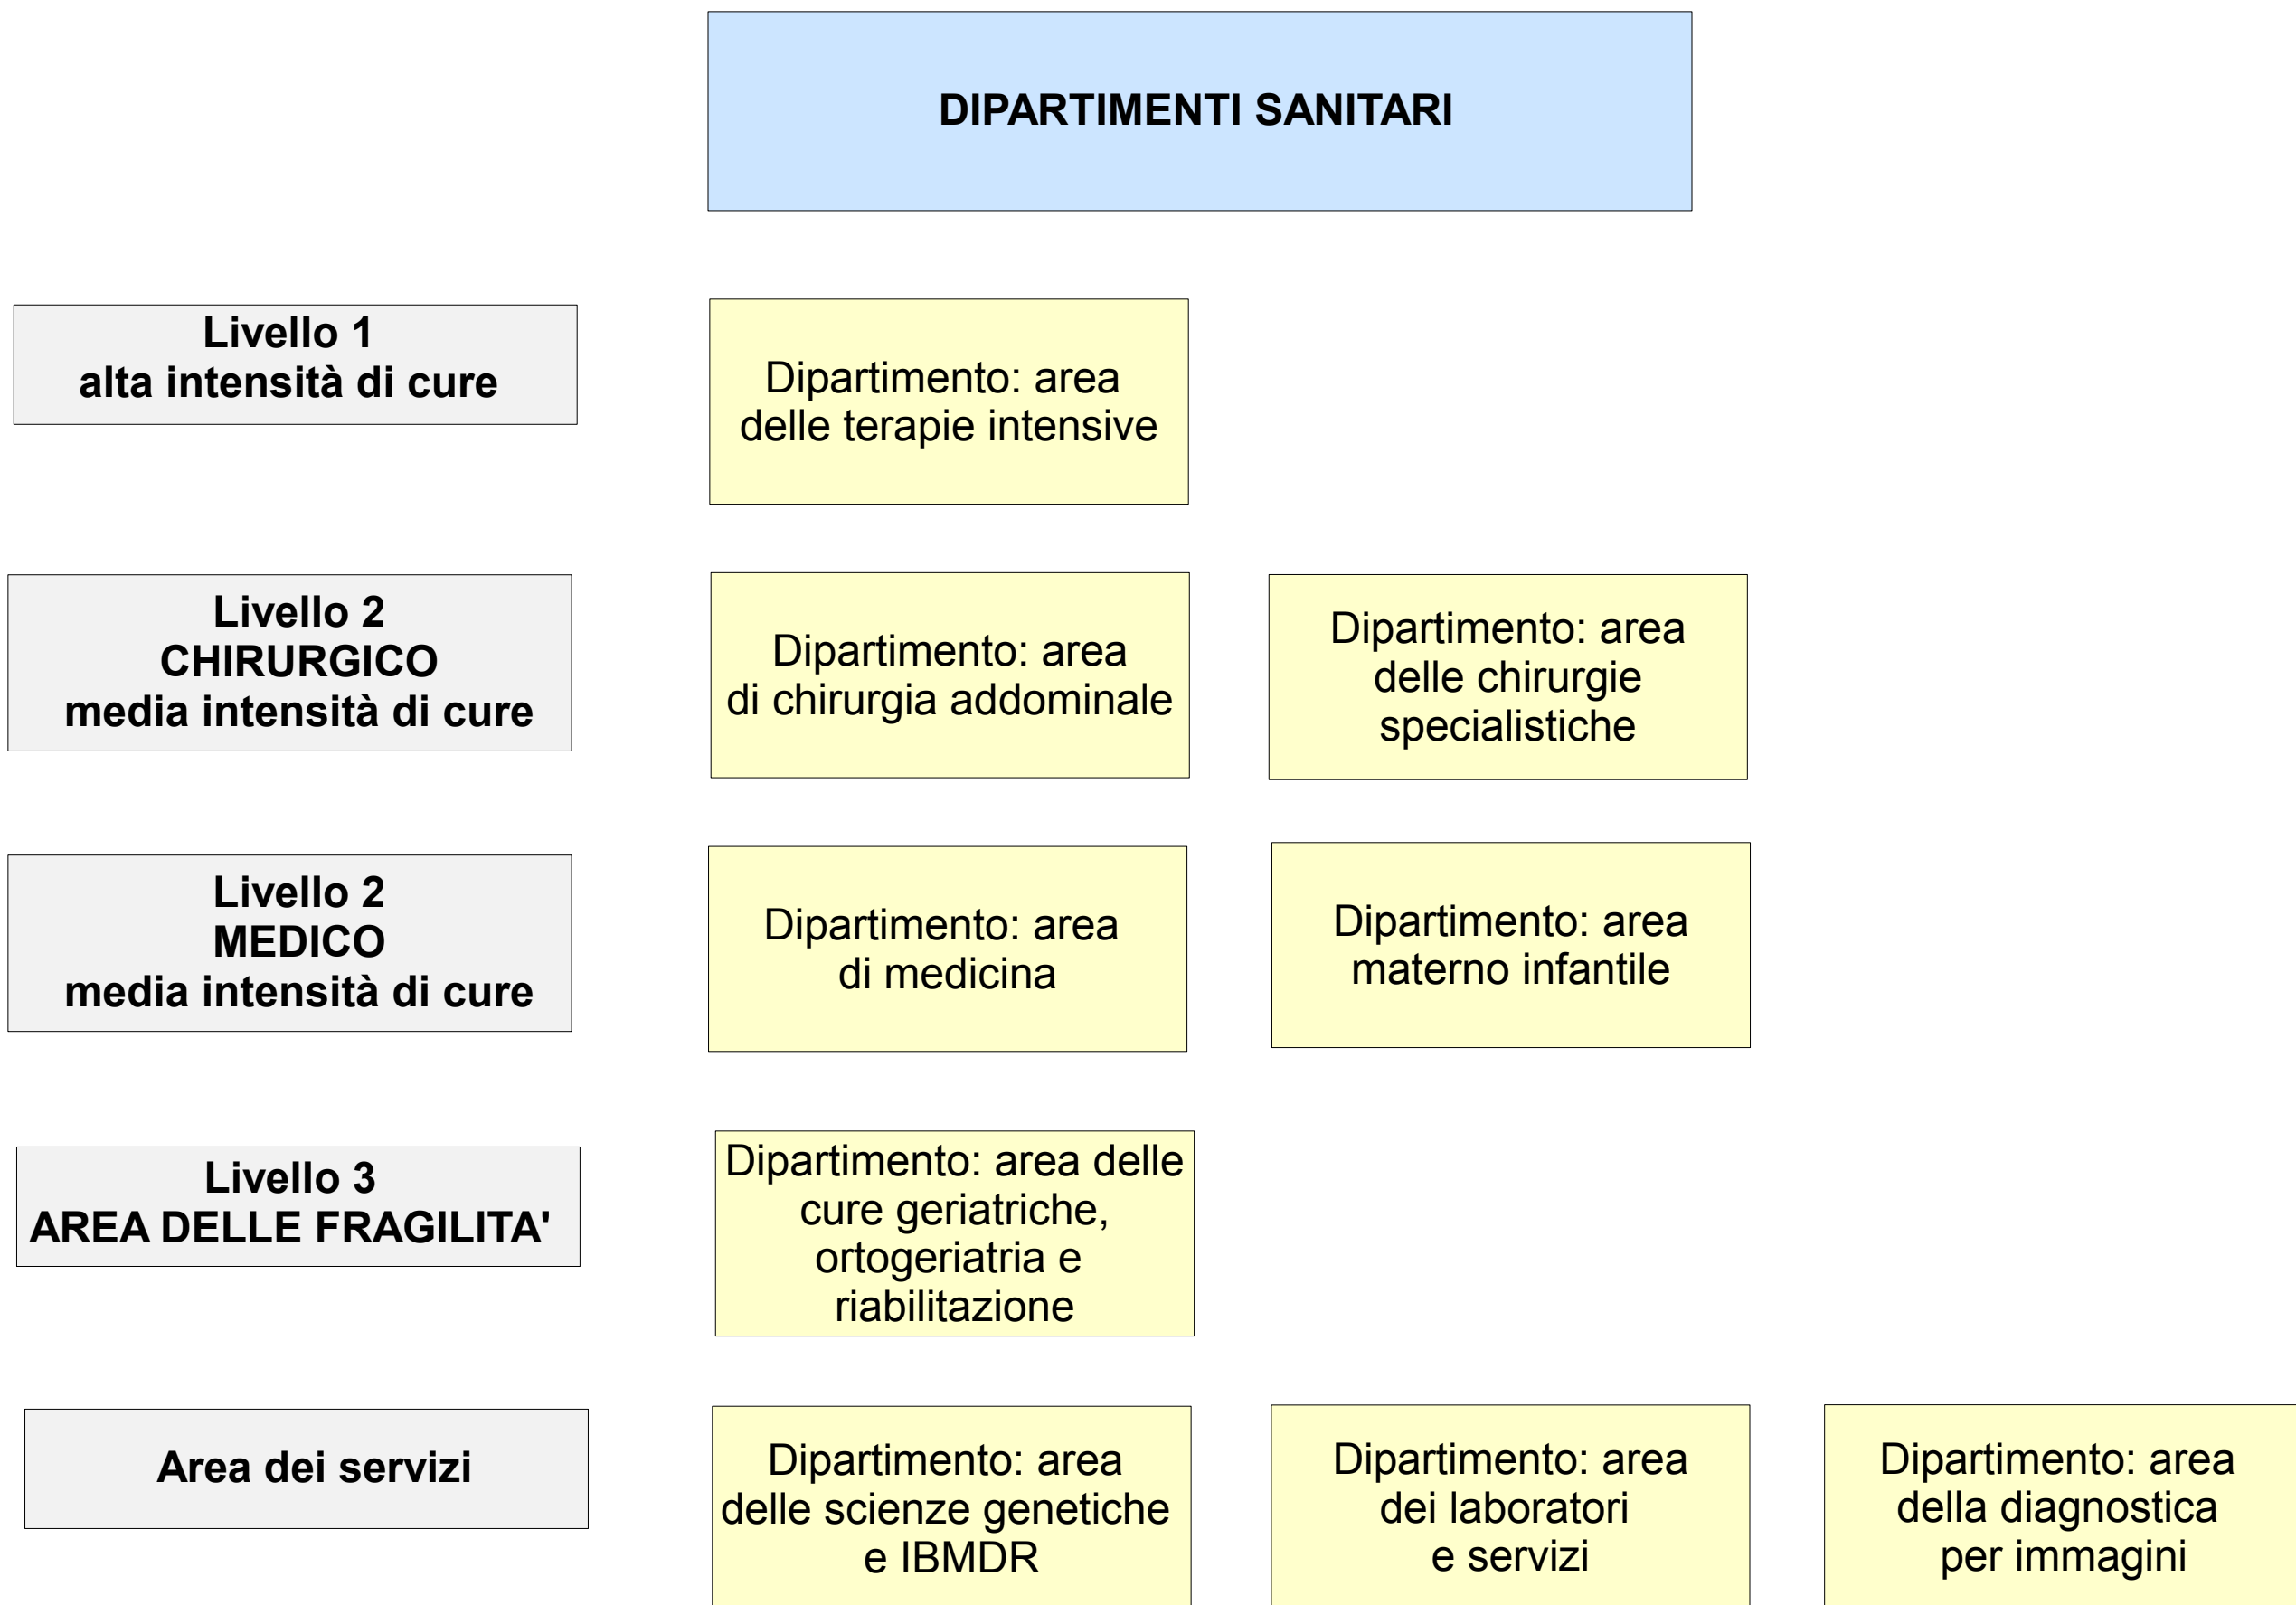 DIPARTIMENTI SANITARI
Livello 1
alta intensità di cure
Dipartimento: area
delle terapie intensive
Livello 2
CHIRURGICO
media intensità di cure
Dipartimento: area
di chirurgia addominale
Dipartimento: area
delle chirurgie
specialistiche
Livello 2
MEDICO
media intensità di cure
Dipartimento: area
di medicina
Dipartimento: area
materno infantile
Livello 3
AREA DELLE FRAGILITA'
Dipartimento: area delle
cure geriatriche,
ortogeriatria e
riabilitazione
Area dei servizi
Dipartimento: area
delle scienze genetiche
e IBMDR
Dipartimento: area
dei laboratori
e servizi
Dipartimento: area
della diagnostica
per immagini